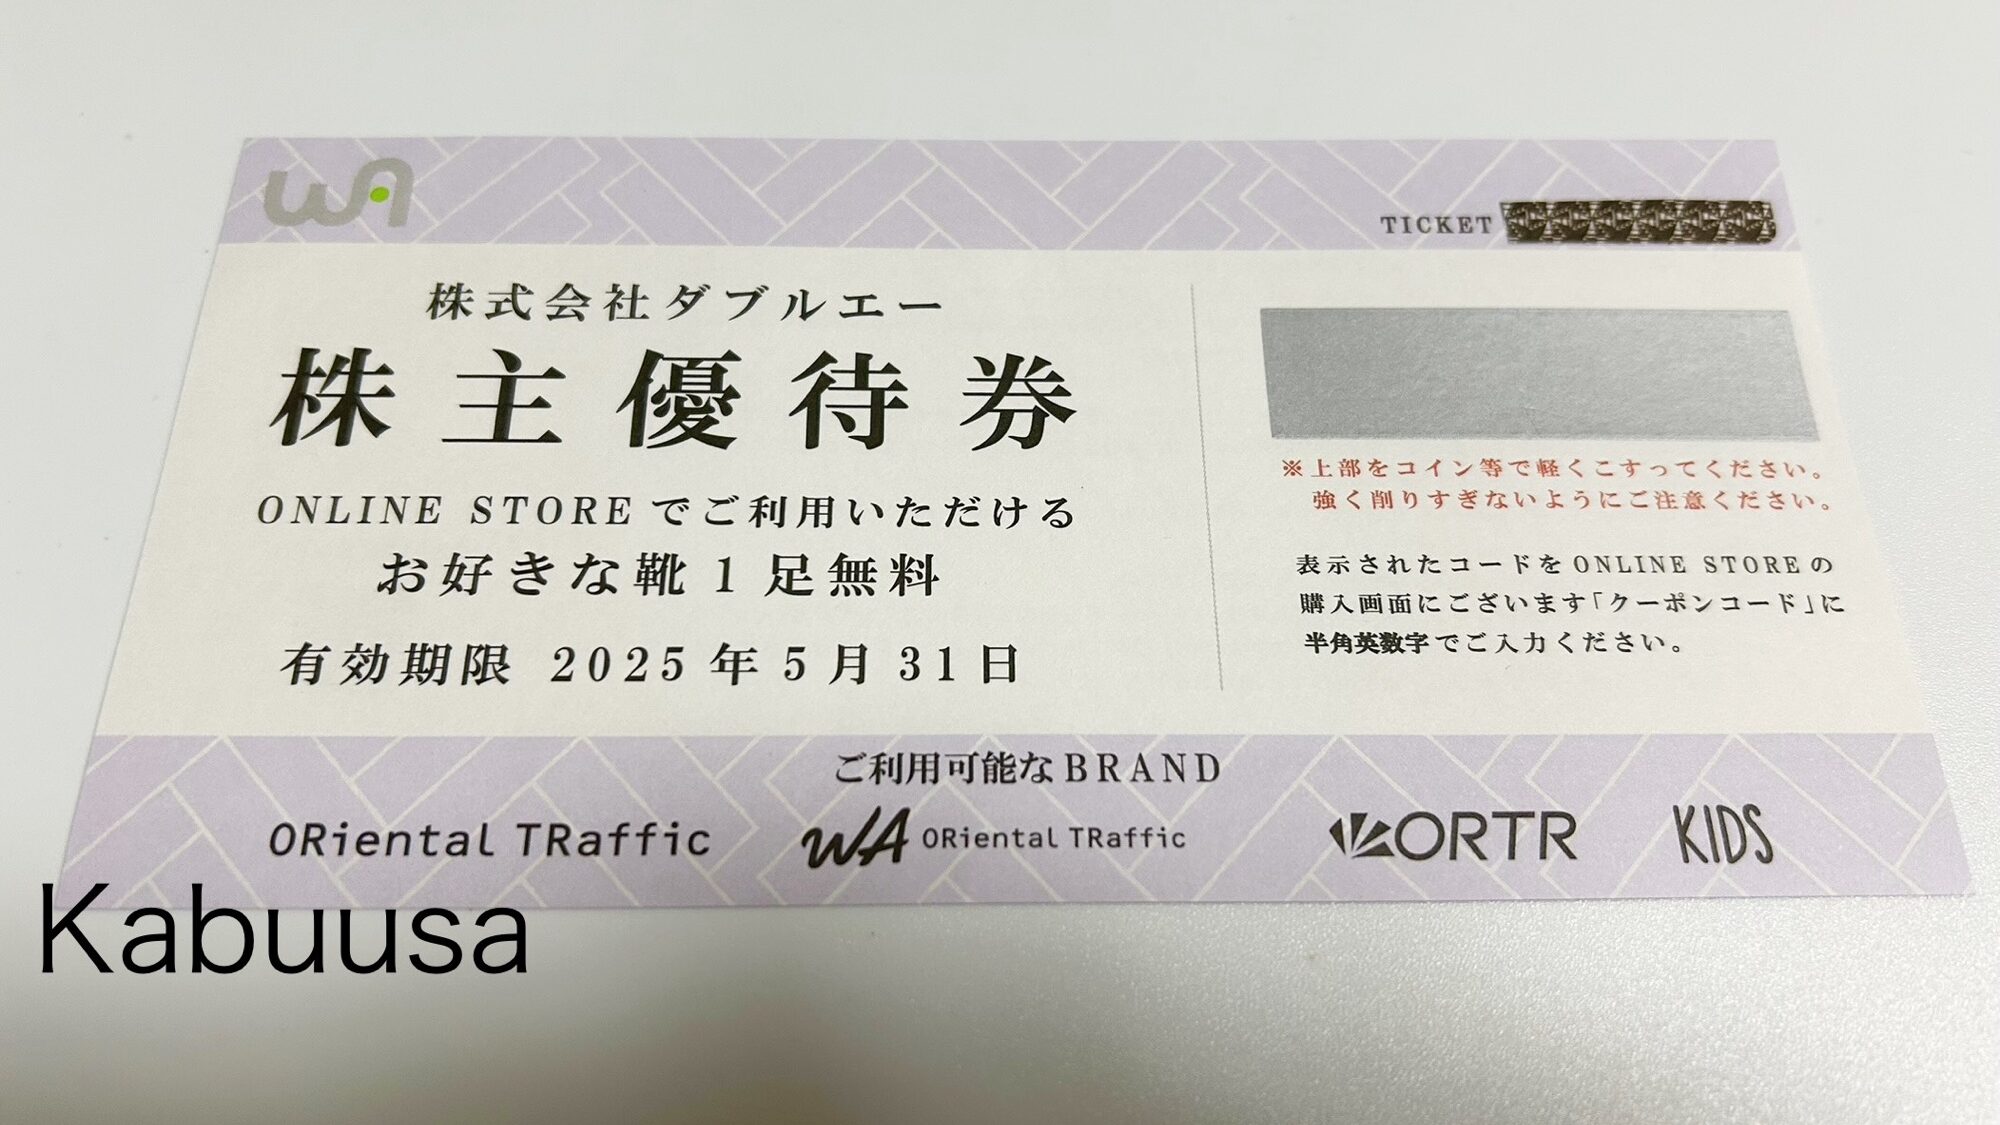 WA
TICKET
株式会社ダブルエー
株主優待券
ONLINE STOREでご利用いただける
お好きな靴1足無料
有効期限 2025年5月31日
※上部をコイン等で軽くこすってください。
強く削りすぎないようにご注意ください。
表示されたコードをONLINE STOREの
購入画面にございます「クーポンコード」に
半角英数字でご入力ください。
ご利用可能なBRAND
ORiental TRaffic
WA ORiental TRaffic
ORTR
KIDS
Kabuusa